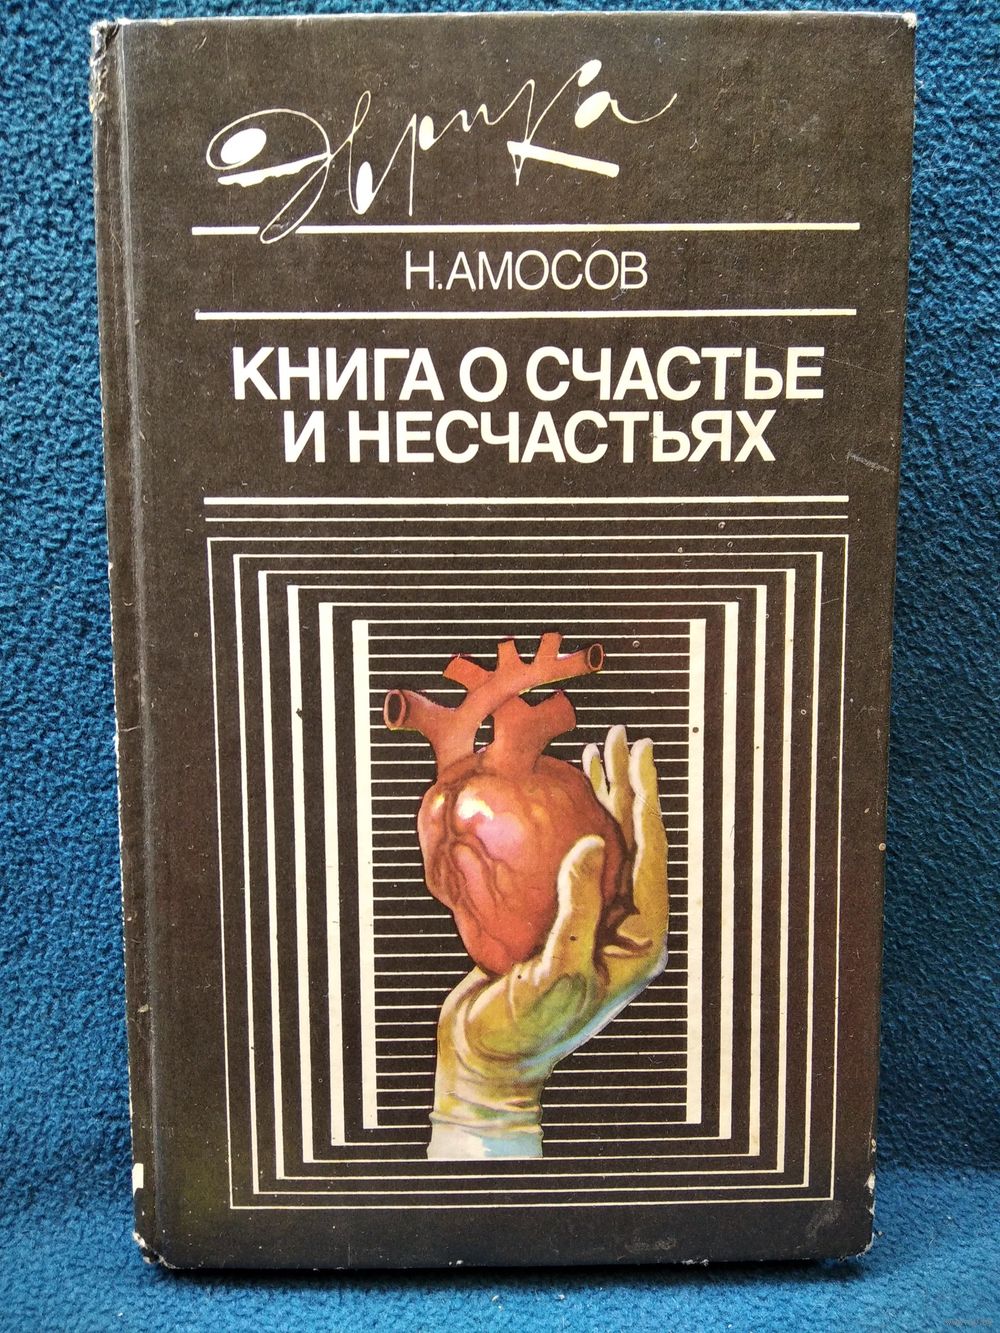 Эврика
Н.АМОСОВ
КНИГА О СЧАСТЬЕ
И НЕСЧАСТЬЯХ